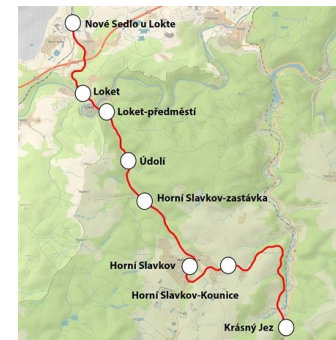 Nové Sedlo u Lokte
Loket
Loket-předměstí
Údolí
Horní Slavkov-zastávka
Horní Slavkov
Horní Slavkov-Kounice
Krásný Jez